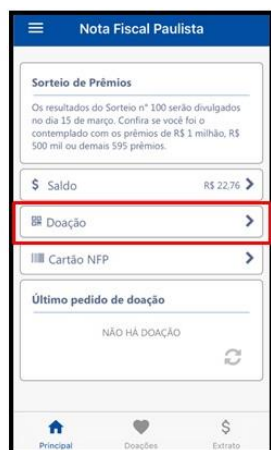 Nota Fiscal Paulista
Sorteio de Prêmios
Os resultados do Sorteio nº 100 serão divulgados
no dia 15 de março. Confira se você foi o
contemplado com os prêmios de R$ 1 milhão, R$
500 mil ou demais 595 prêmios.
$ Saldo R$ 22,76
Doação
Cartão NFP
Último pedido de doação
NÃO HÁ DOAÇÃO
Principal Doações Extrato